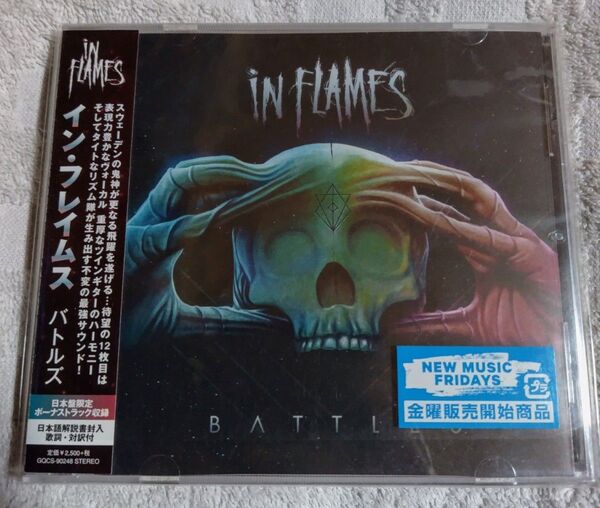 iN
FLAMES
イン・フレイムス
バトルズ
スウェーデンの鬼神が更なる飛躍を遂げる…待望の12枚目は
表現力豊かなヴォーカル 重厚なツインギターのハーモニー
そしてタイトなリズム隊が生み出す不変の最強サウンド!
日本盤限定
ボーナストラック収録
日本語解説書封入
歌詞・対訳付
定価¥2,500+税
GQCS-90248 STEREO
iN FLAMES
NEW MUSIC
FRIDAYS
プラ
金曜販売開始商品
BATTLES